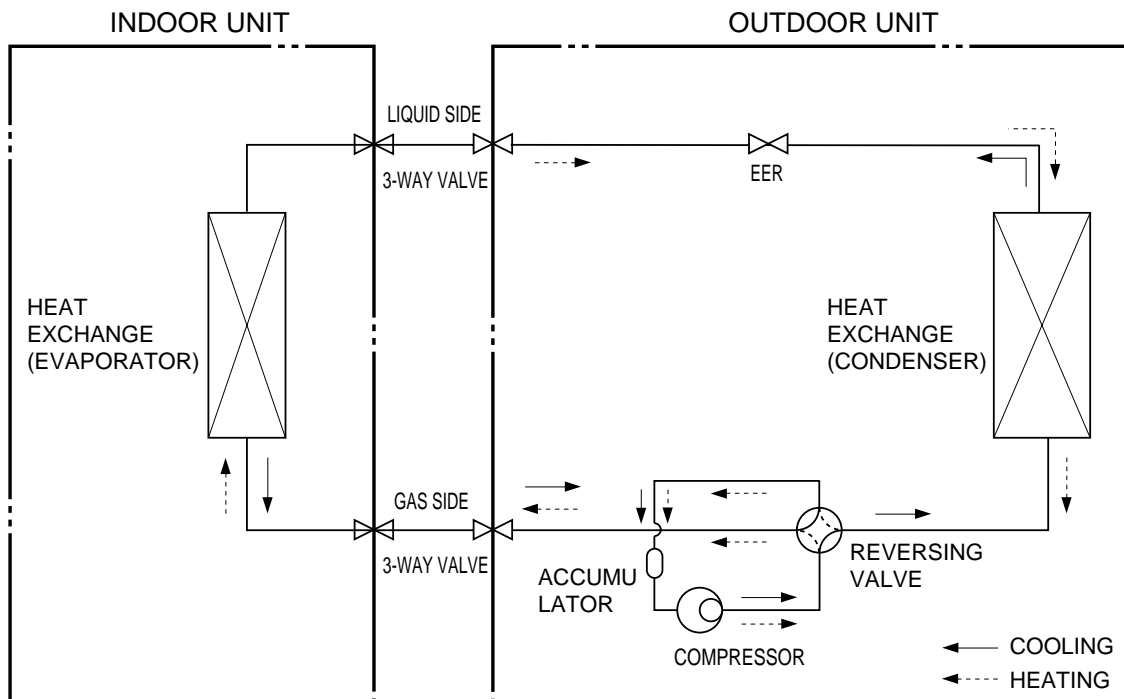 INDOOR UNIT
OUTDOOR UNIT
LIQUID SIDE
3-WAY VALVE
EER
HEAT
EXCHANGE
(EVAPORATOR)
HEAT
EXCHANGE
(CONDENSER)
GAS SIDE
3-WAY VALVE
ACCUMU
LATOR
REVERSING
VALVE
COMPRESSOR
COOLING
HEATING